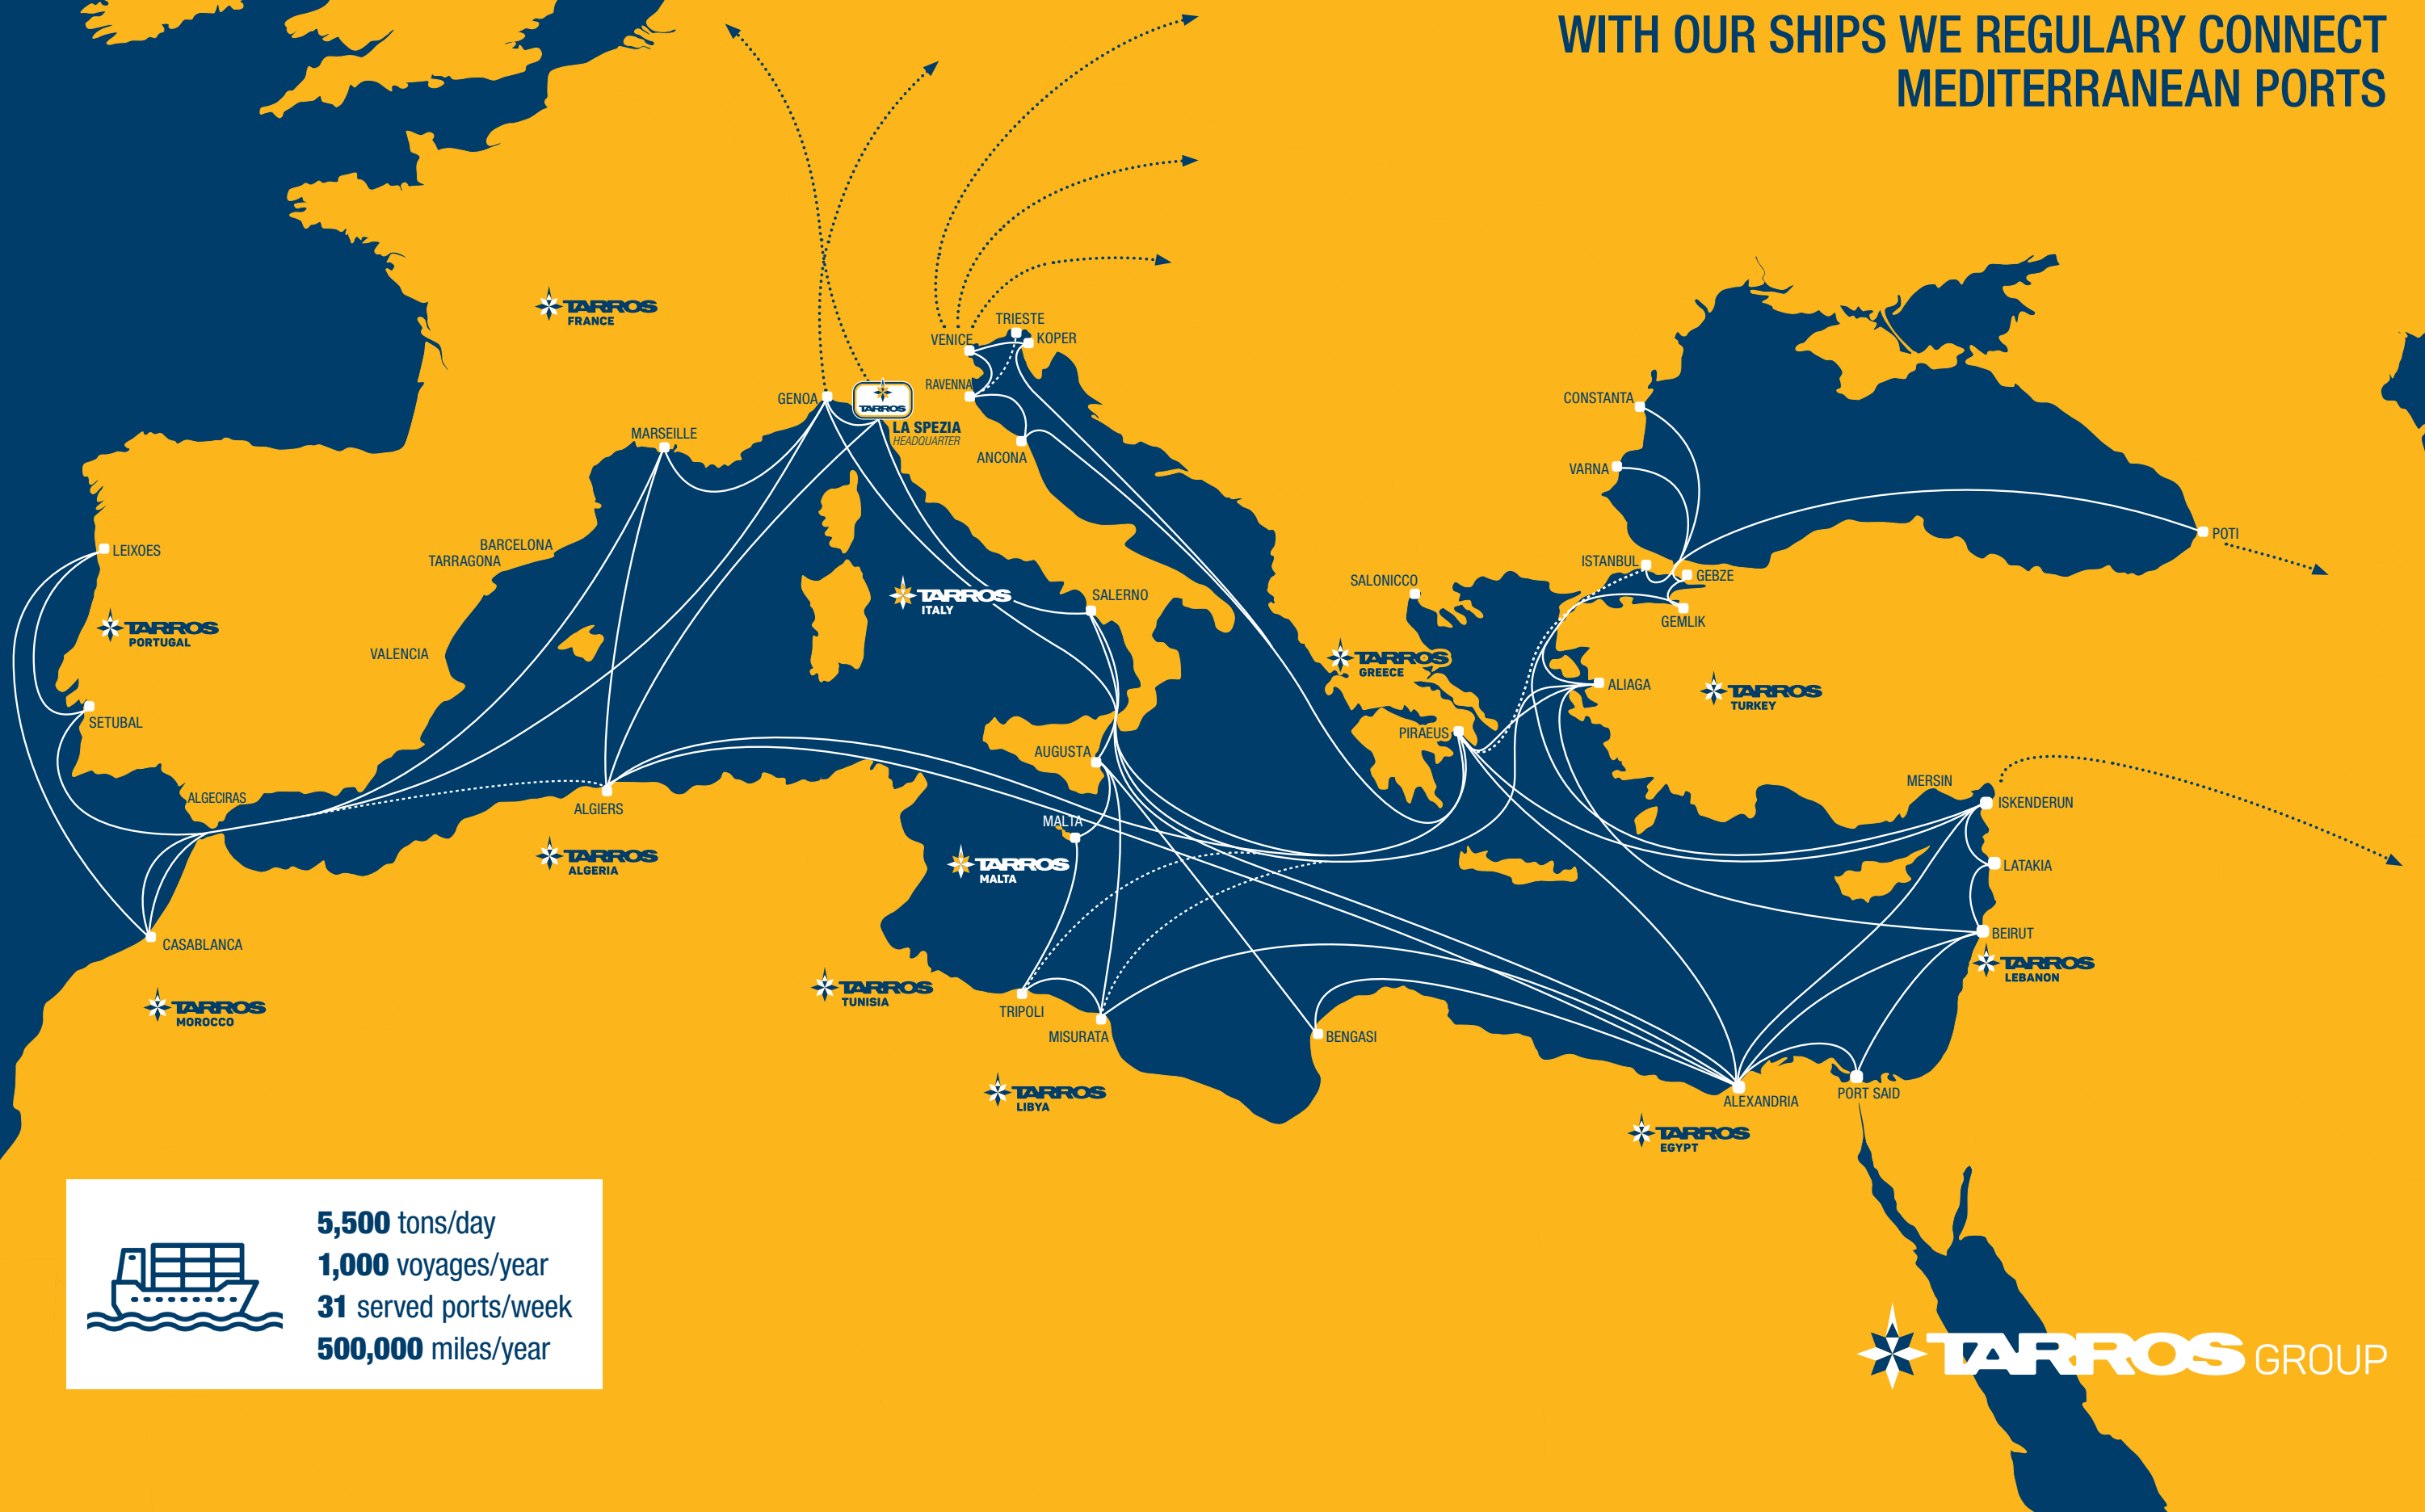 WITH OUR SHIPS WE REGULARY CONNECT
MEDITERRANEAN PORTS
TARROS
FRANCE
TRIESTE
VENICE
KOPER
RAVENNA
GENOA
TARROS
LA SPEZIA
HEADQUARTER
MARSEILLE
ANCONA
CONSTANTA
VARNA
POTI
LEIXOES
BARCELONA
TARRAGONA
ISTANBUL
GEBZE
SALONICCO
GEMLIK
TARROS
ITALY
SALERNO
TARROS
PORTUGAL
VALENCIA
TARROS
GREECE
ALIAGA
TARROS
TURKEY
SETUBAL
PIRAEUS
AUGUSTA
MERSIN
ISKENDERUN
ALGECIRAS
ALGIERS
MALTA
TARROS
ALGERIA
TARROS
MALTA
LATAKIA
CASABLANCA
BEIRUT
TARROS
LEBANON
TARROS
MOROCCO
TARROS
TUNISIA
TRIPOLI
MISURATA
BENGASI
TARROS
LIBYA
ALEXANDRIA
PORT SAID
TARROS
EGYPT
5,500 tons/day
1,000 voyages/year
31 served ports/week
500,000 miles/year
TARROS GROUP